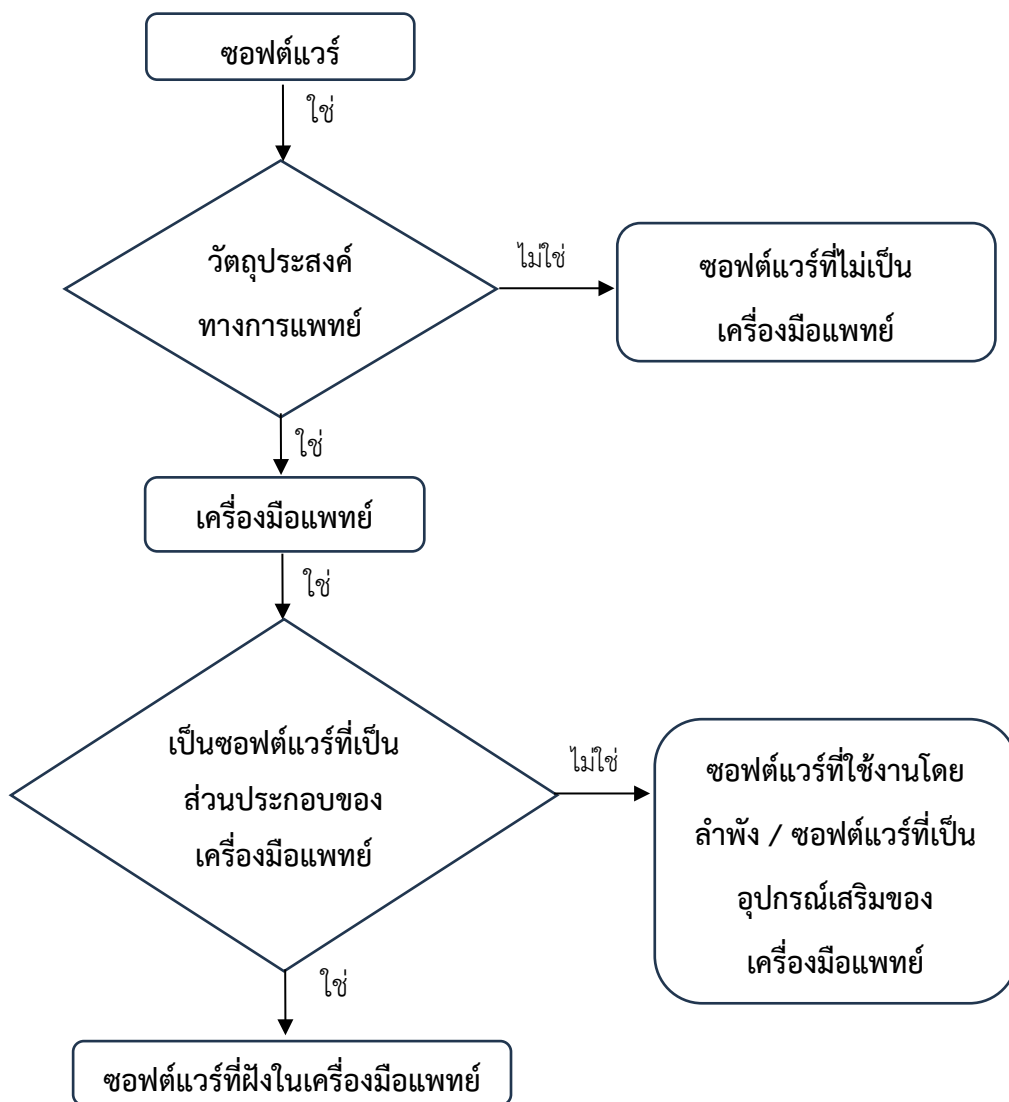 ซอฟต์แวร์
ใช่
วัตถุประสงค์
ทางการแพทย์
ไม่ใช่
ซอฟต์แวร์ที่ไม่เป็น
เครื่องมือแพทย์
ใช่
เครื่องมือแพทย์
ใช่
เป็นซอฟต์แวร์ที่เป็น
ส่วนประกอบของ
เครื่องมือแพทย์
ไม่ใช่
ซอฟต์แวร์ที่ใช้งานโดย
ลำพัง / ซอฟต์แวร์ที่เป็น
อุปกรณ์เสริมของ
เครื่องมือแพทย์
ใช่
ซอฟต์แวร์ที่ฝังในเครื่องมือแพทย์